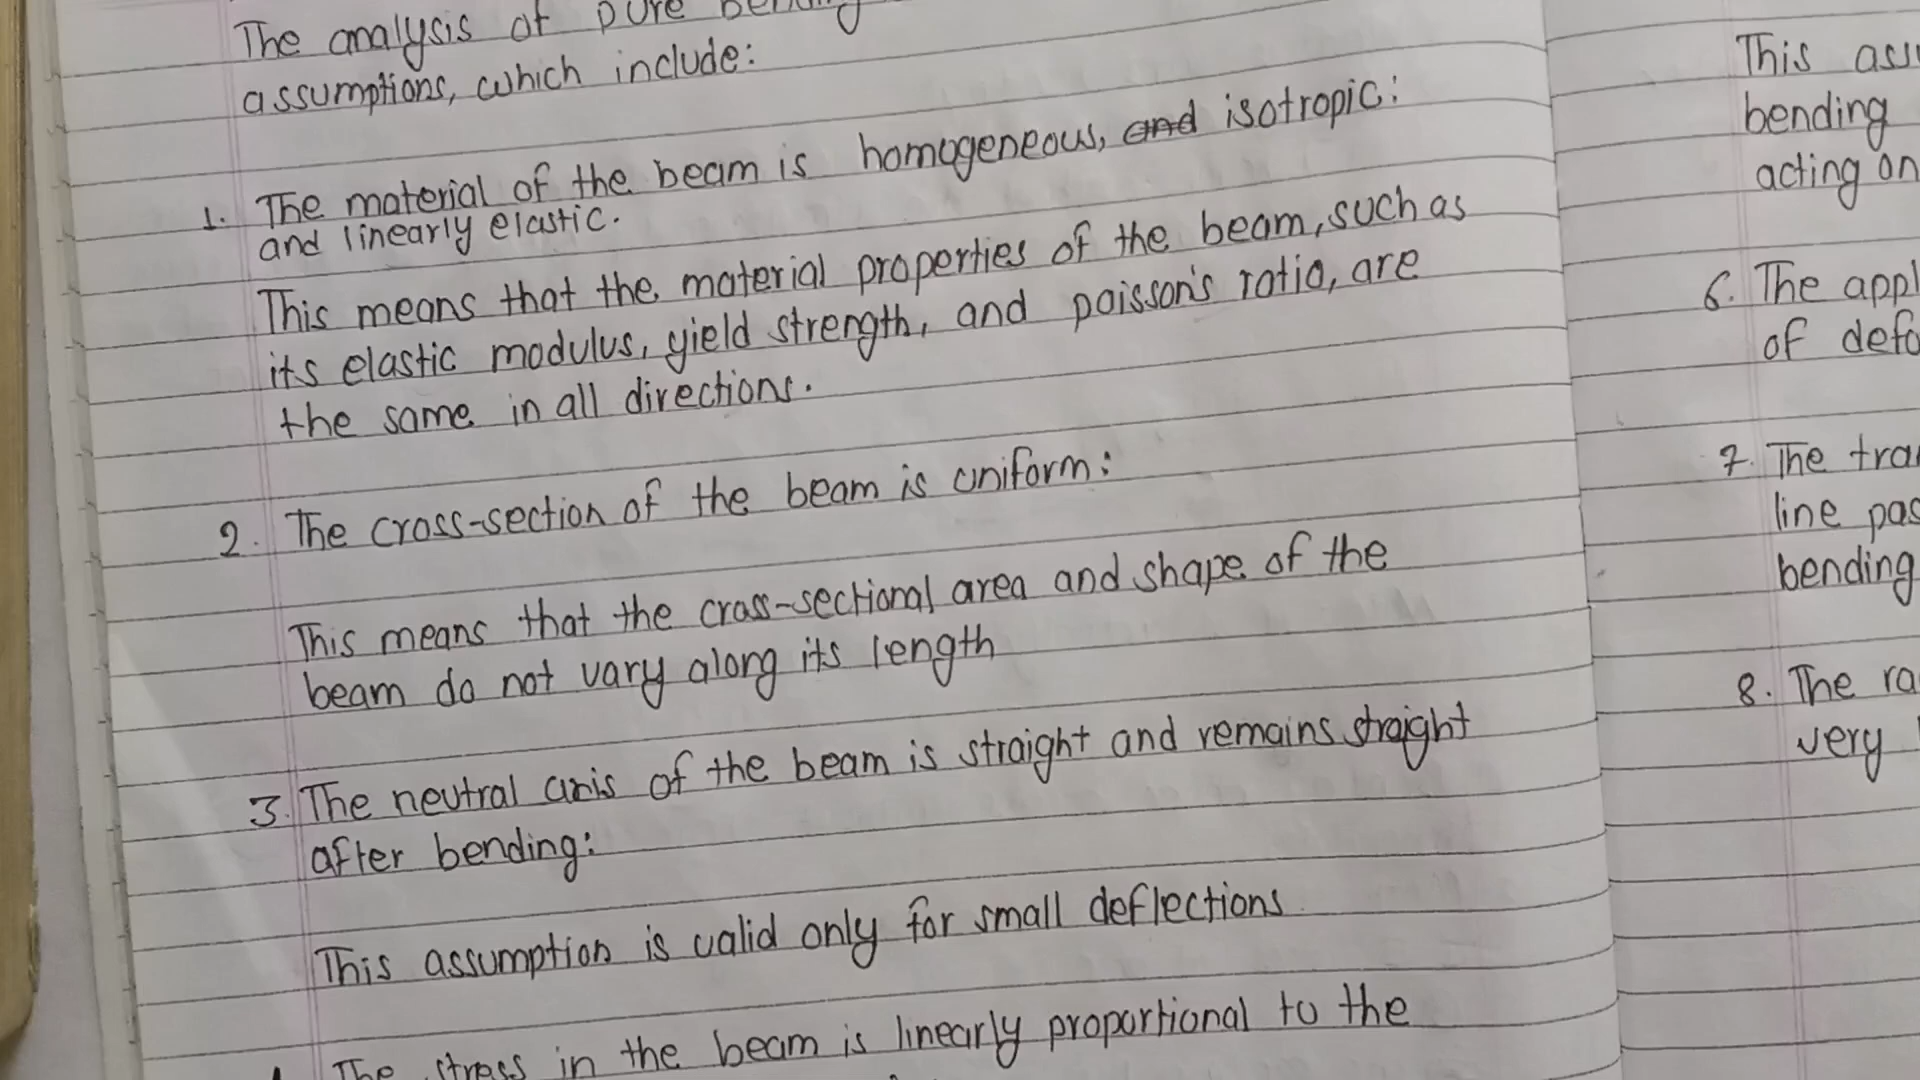 The analysis of pure bending
assumptions, which include:
1. The material of the beam is homogeneous, and isotropic:
and linearly elastic.
This means that the material properties of the beam, such as
its elastic modulus, yield strength, and poisson's ratio, are
the same in all directions.
2. The cross-section of the beam is uniform:
This means that the cross-sectional area and shape of the
beam do not vary along its length
3. The neutral axis of the beam is straight and remains straight
after bending:
This assumption is valid only for small deflections
The stress in the beam is linearly proportional to the
This
bending
acting on
6. The
of
7. The
line
bending
8. The
very